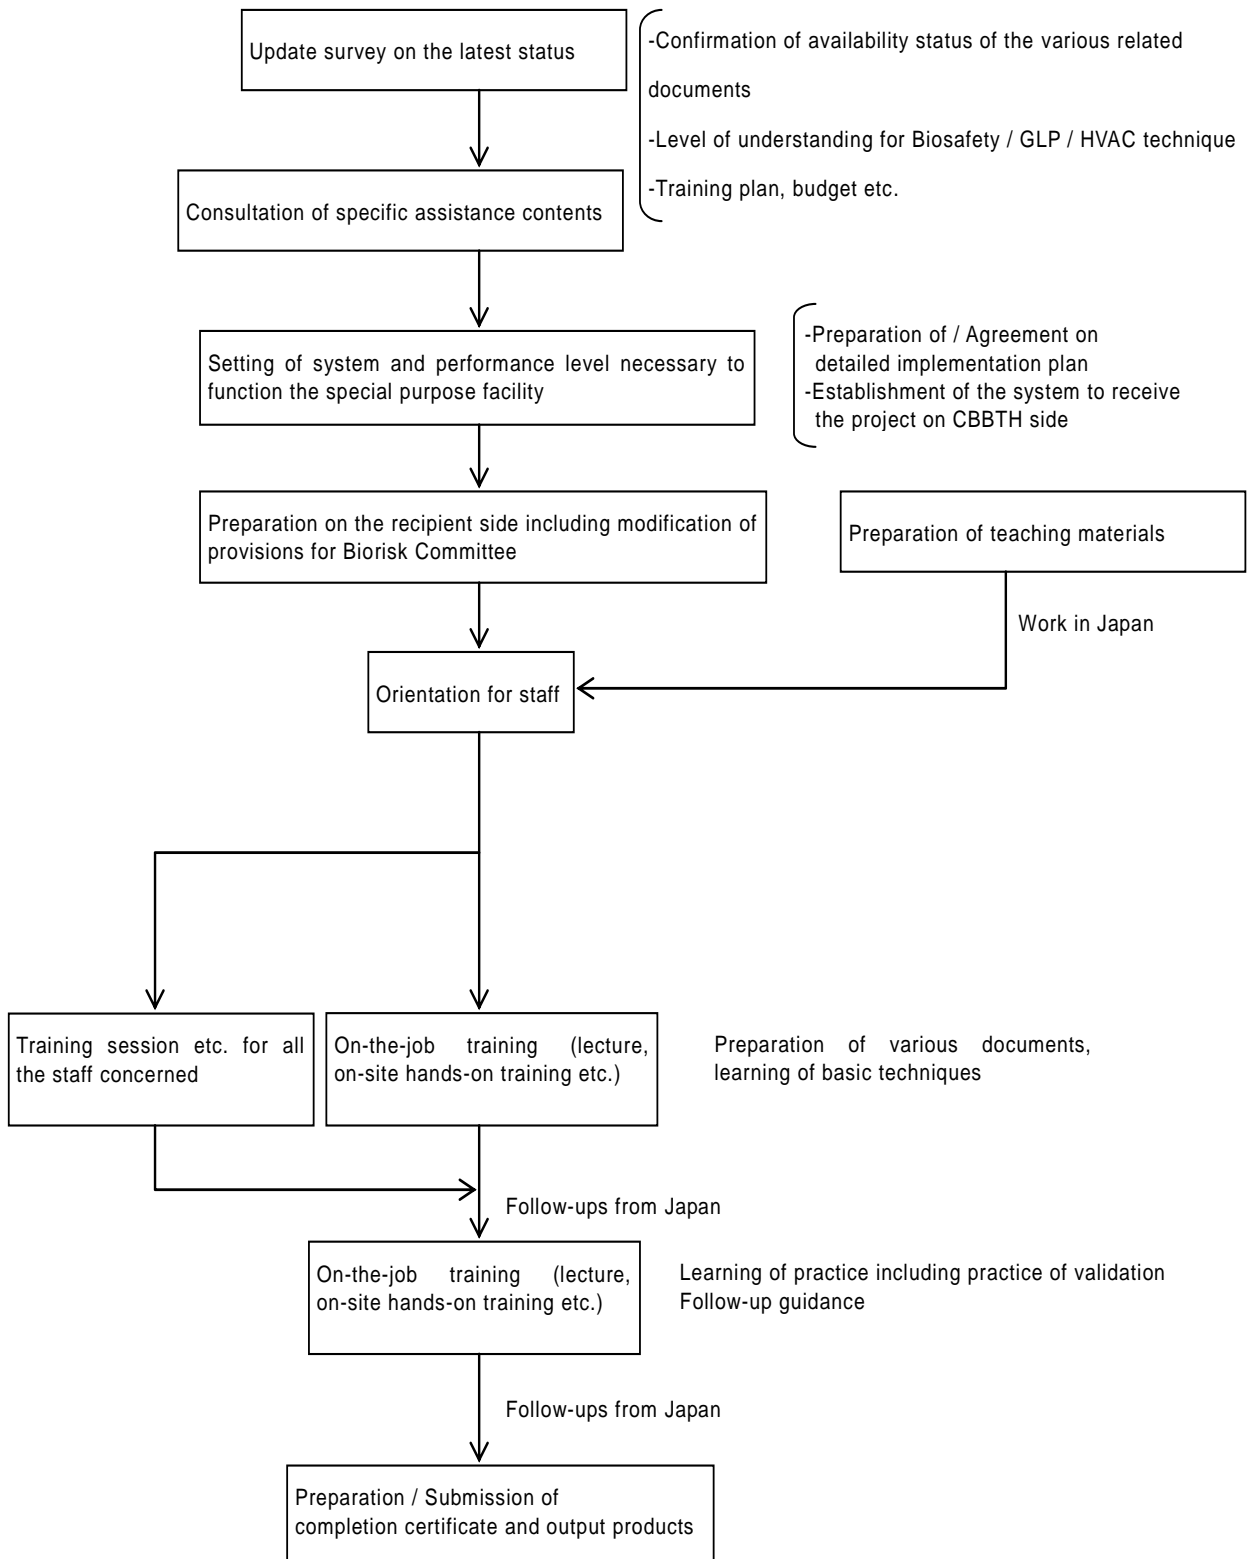 Update survey on the latest status
-Confirmation of availability status of the various related
documents
-Level of understanding for Biosafety / GLP / HVAC technique
-Training plan, budget etc.
Consultation of specific assistance contents
Setting of system and performance level necessary to
function the special purpose facility
-Preparation of / Agreement on
detailed implementation plan
-Establishment of the system to receive
the project on CBBTH side
Preparation on the recipient side including modification of
provisions for Biorisk Committee
Preparation of teaching materials
Work in Japan
Orientation for staff
Training session etc. for all
the staff concerned
On-the-job training (lecture,
on-site hands-on training etc.)
Preparation of various documents,
learning of basic techniques
Follow-ups from Japan
On-the-job training (lecture,
on-site hands-on training etc.)
Learning of practice including practice of validation
Follow-up guidance
Follow-ups from Japan
Preparation / Submission of
completion certificate and output products